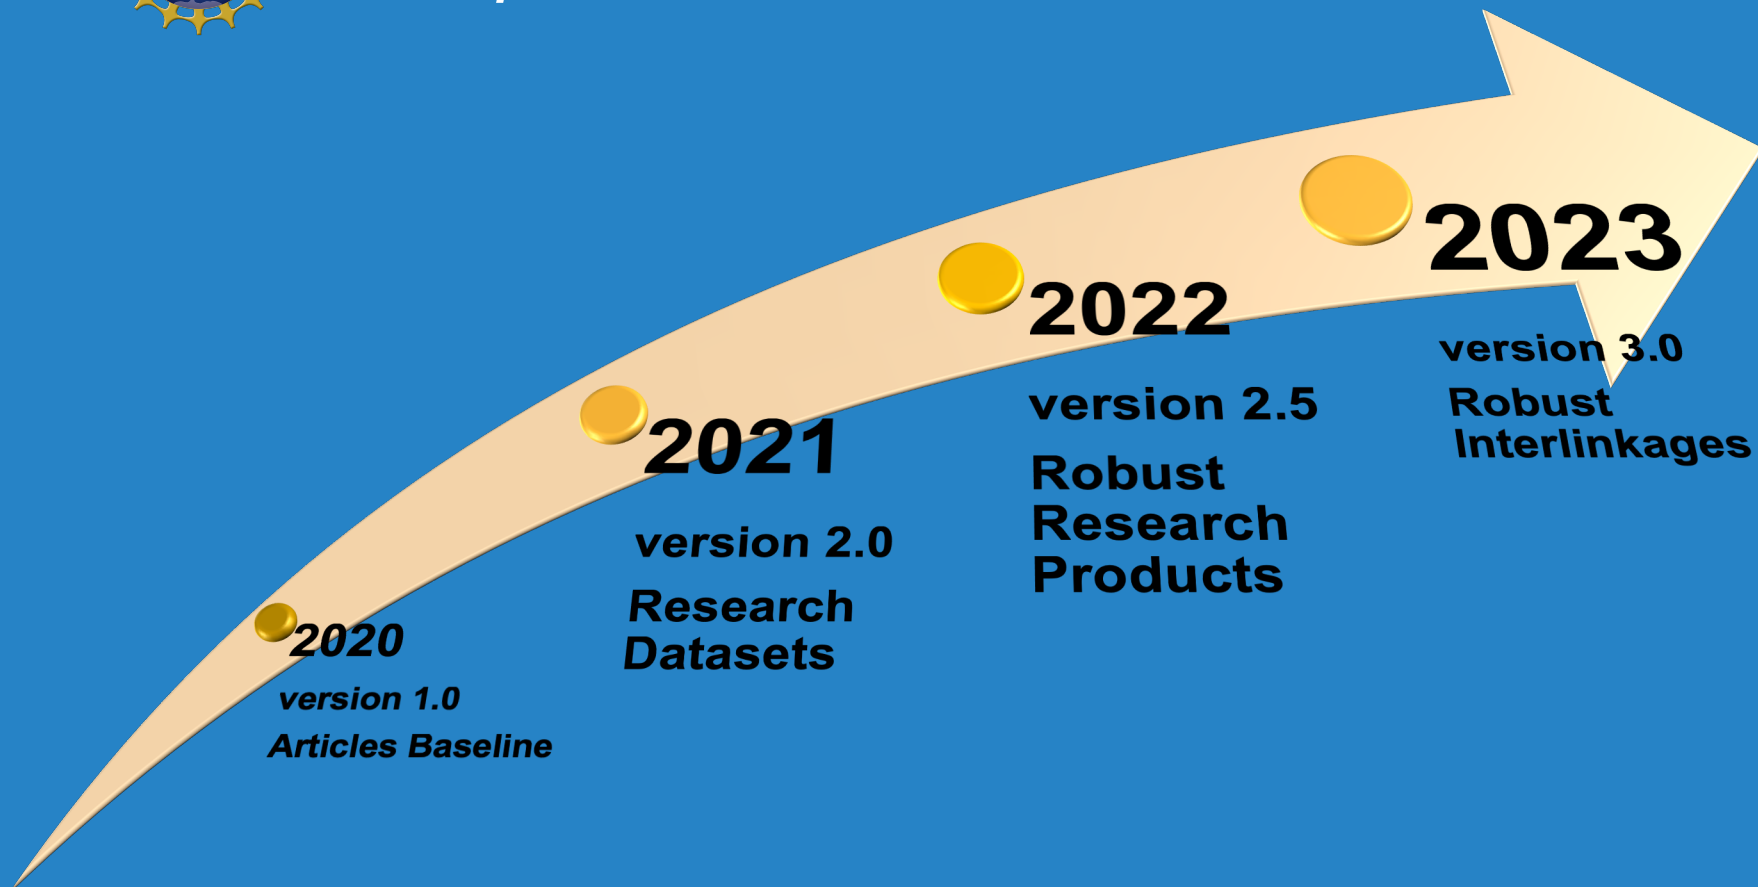 2020
version 1.0
Articles Baseline
2021
version 2.0
Research
Datasets
2022
version 2.5
Robust
Research
Products
2023
version 3.0
Robust
Interlinkages